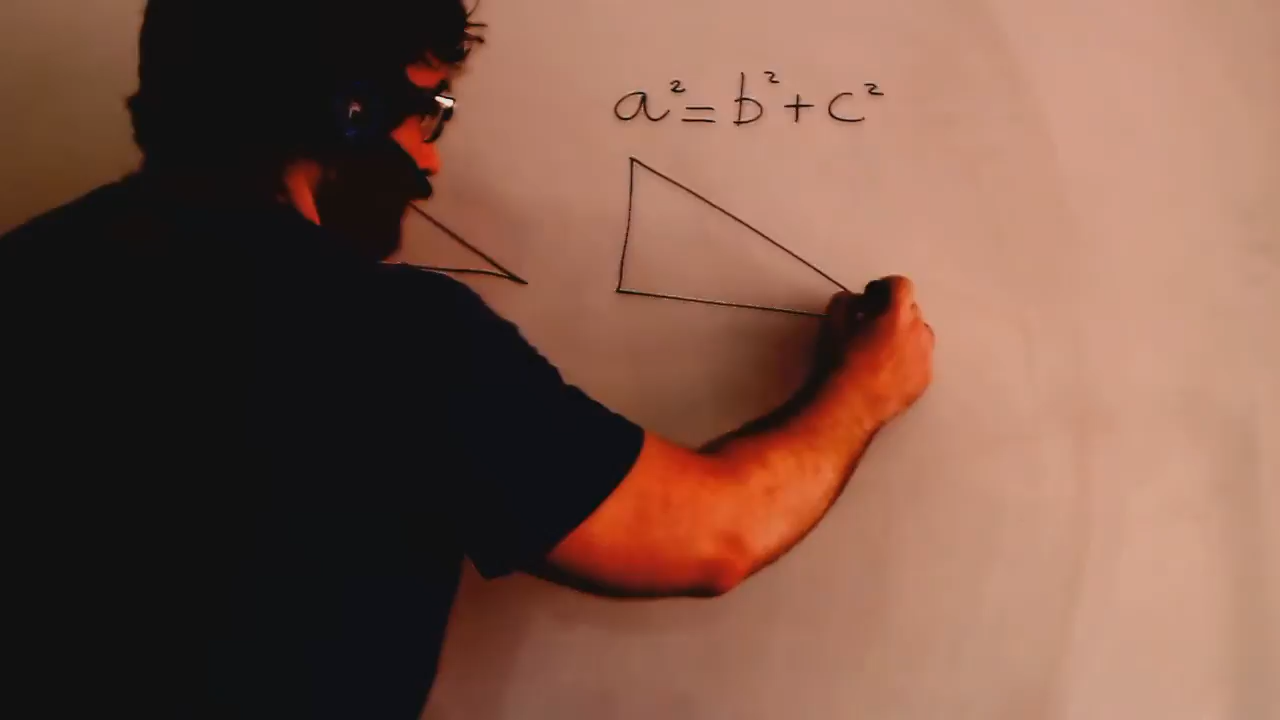 a² = b² + c²